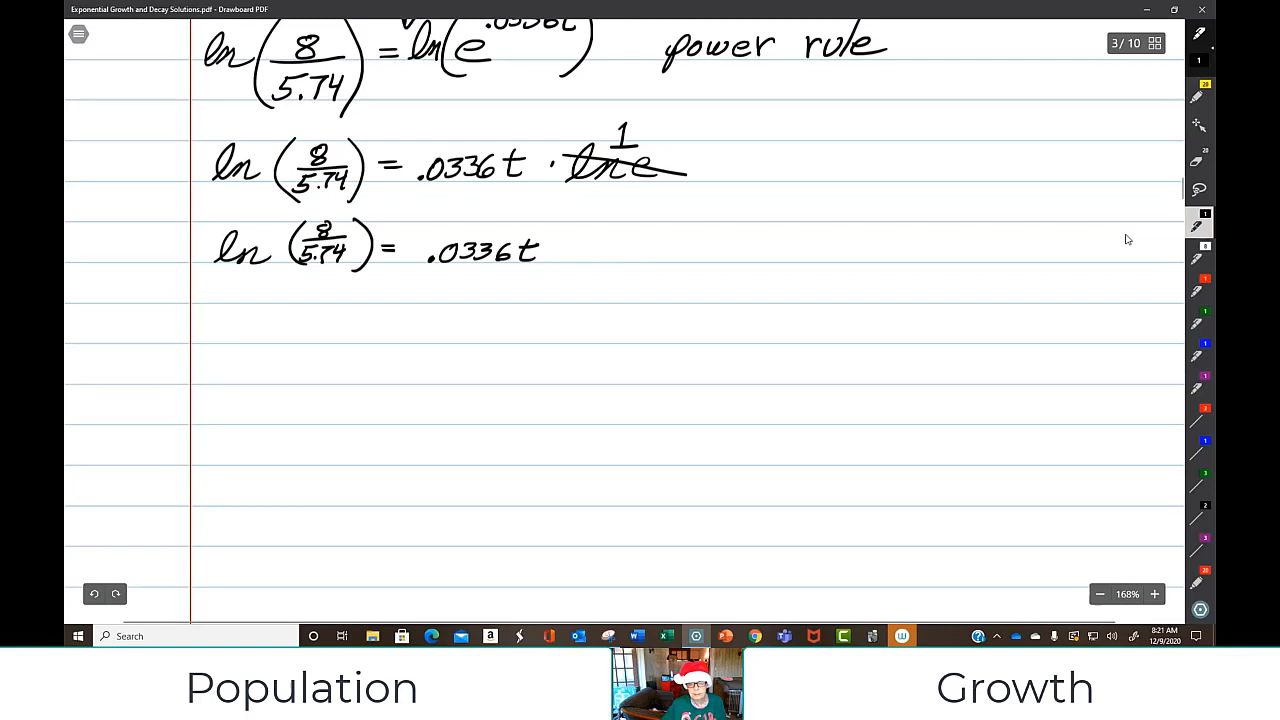 Exponential Growth and Decay Solutions.pdf - Drawboard PDF
3 / 10
ln(8/5.74) = ln(e^.0336t) power rule
1
ln(8/5.74) = .0336t · ln e
ln(8/5.74) = .0336t
168%
Search
8:21 AM
12/9/2020
Population
Growth